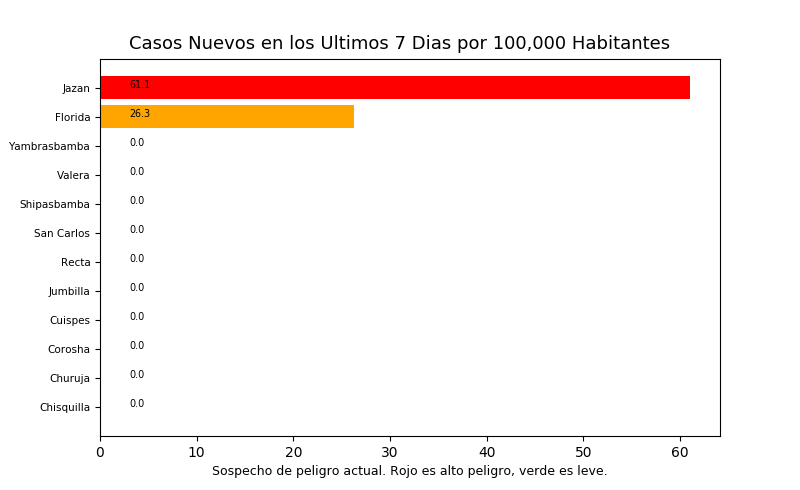 Casos Nuevos en los Ultimos 7 Dias por 100,000 Habitantes
Jazan 61.1
Florida 26.3
Yambrasbamba 0.0
Valera 0.0
Shipasbamba 0.0
San Carlos 0.0
Recta 0.0
Jumbilla 0.0
Cuispes 0.0
Corosha 0.0
Churuja 0.0
Chisquilla 0.0
0 10 20 30 40 50 60
Sospecho de peligro actual. Rojo es alto peligro, verde es leve.